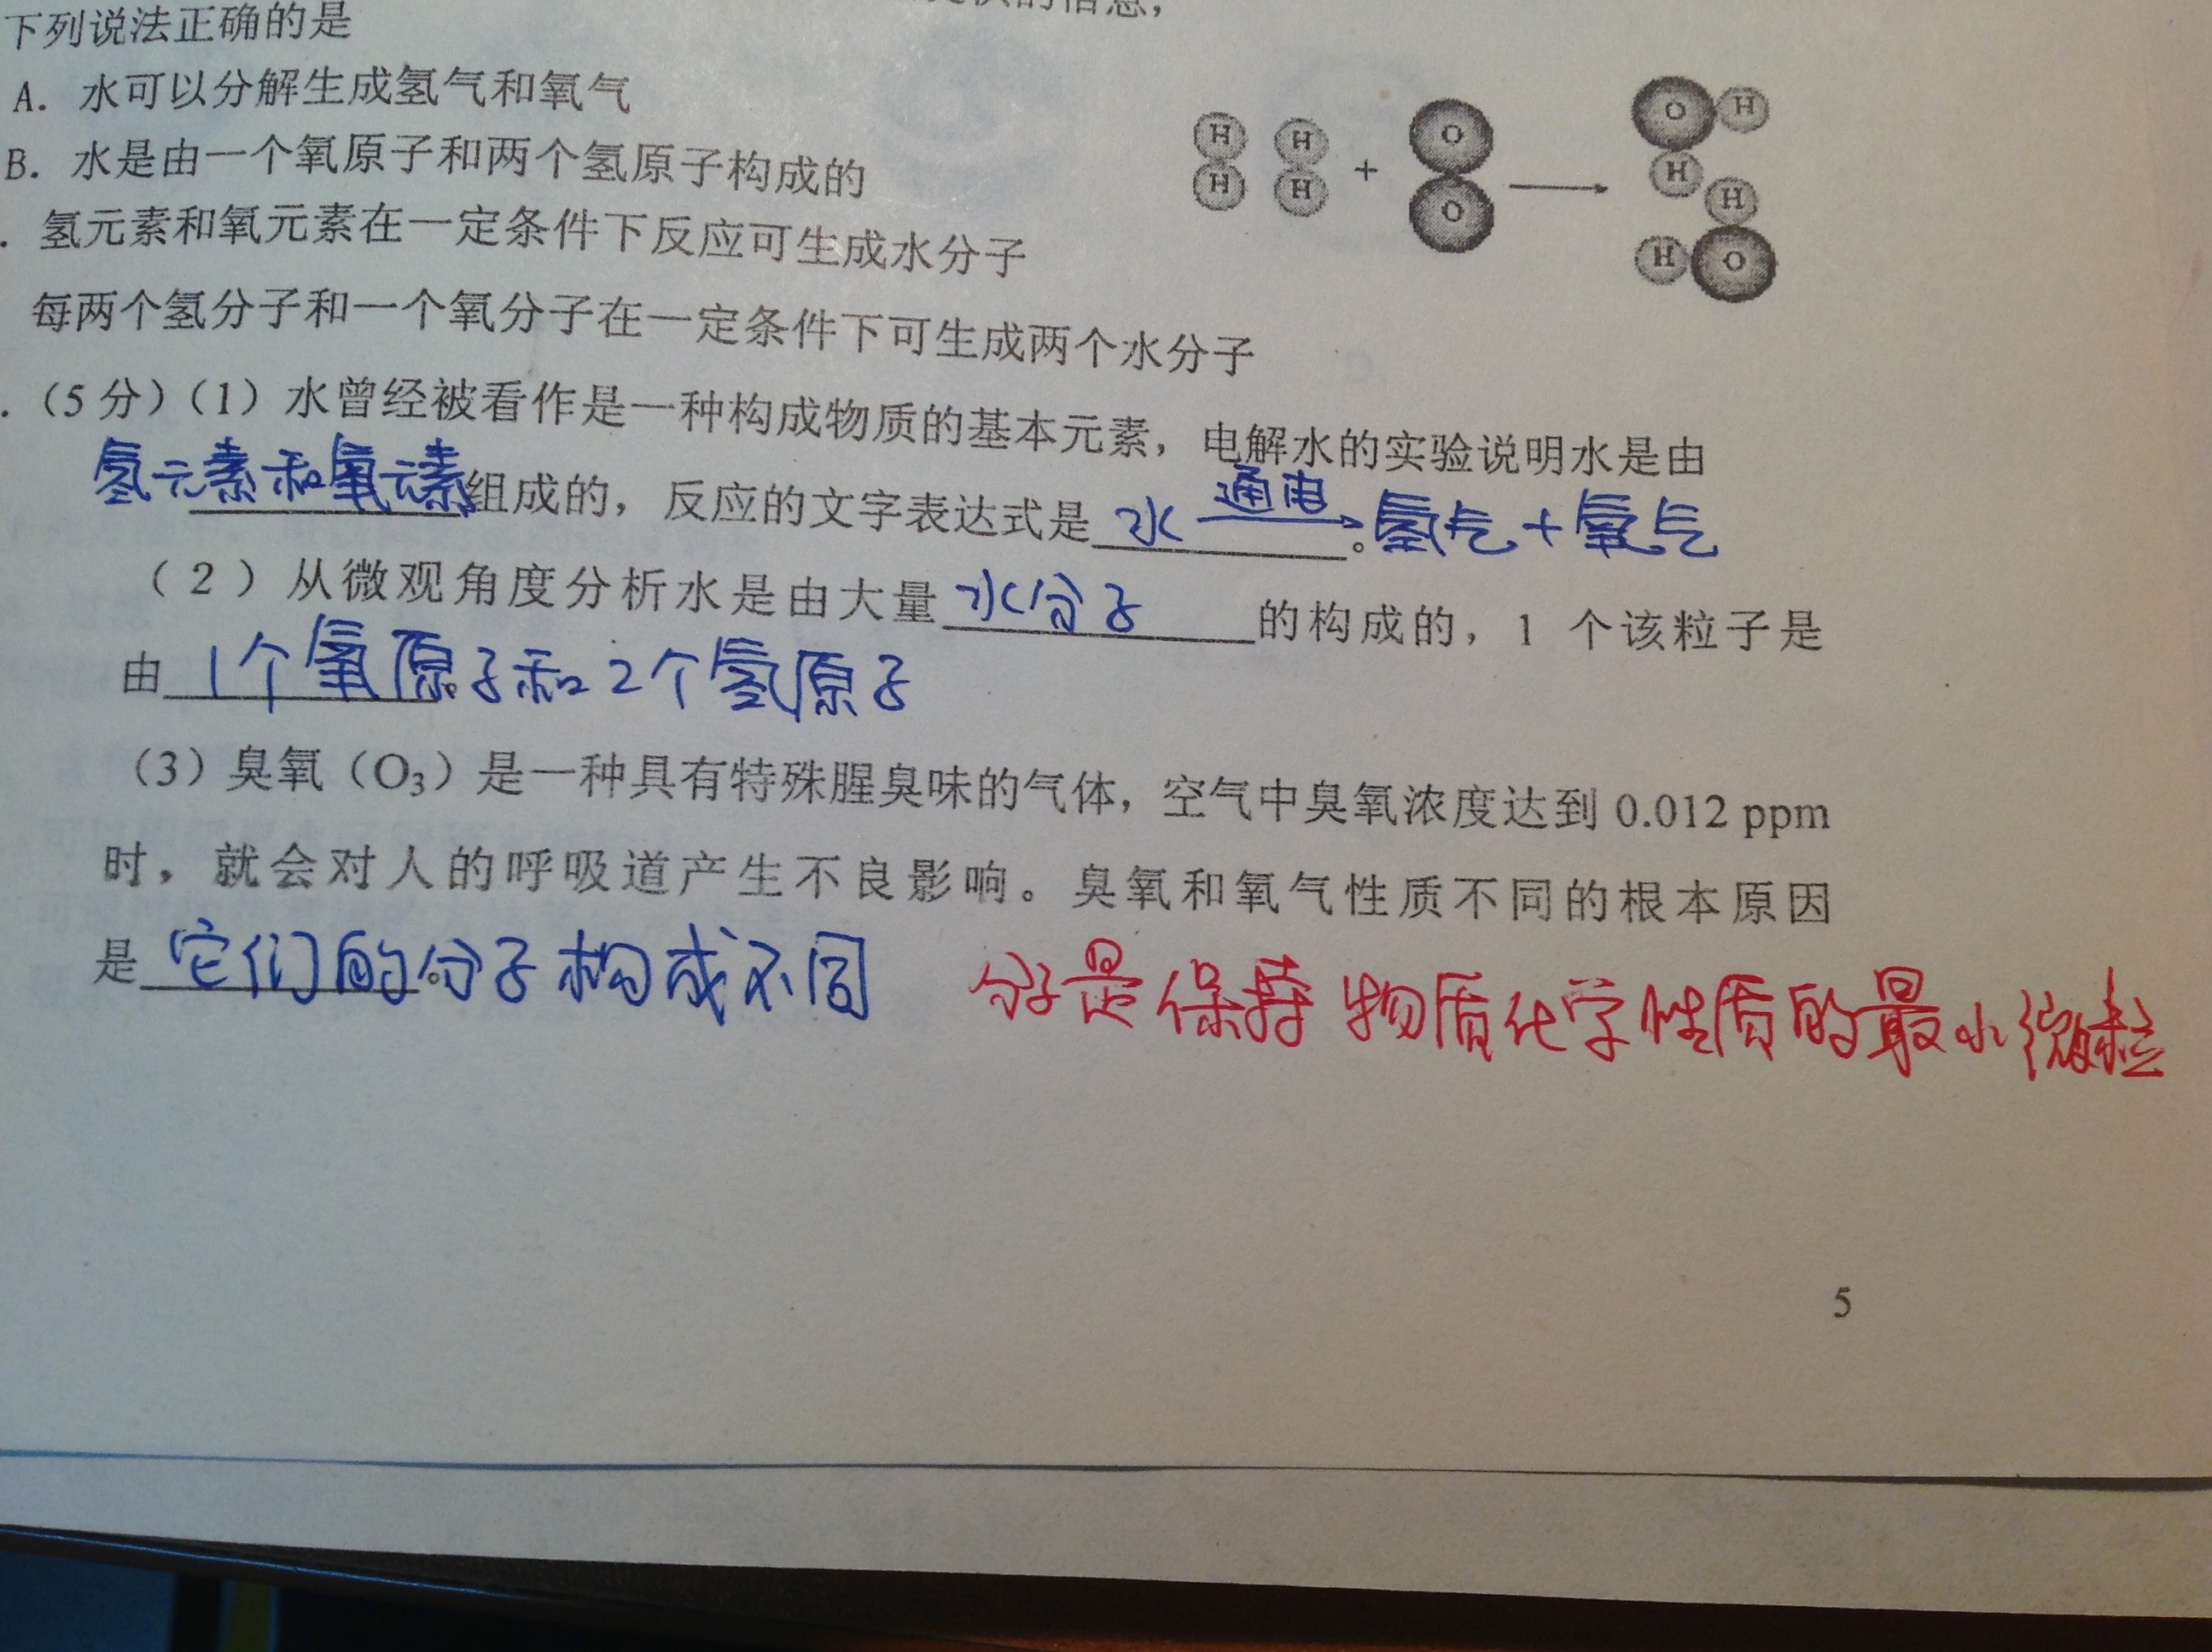 的信息，
下列说法正确的是
A. 水可以分解生成氢气和氧气
B. 水是由一个氧原子和两个氢原子构成的
. 氢元素和氧元素在一定条件下反应可生成水分子
每两个氢分子和一个氧分子在一定条件下可生成两个水分子
H H + O → O H
H H O H H
H O
.（5分）（1）水曾经被看作是一种构成物质的基本元素，电解水的实验说明水是由
氢元素和氧元素组成的，反应的文字表达式是 水 通电→ 。氢气+氧气
（2）从微观角度分析水是由大量 水分子 的构成的，1 个该粒子是
由 1个氧原子和2个氢原子 。
（3）臭氧（O₃）是一种具有特殊腥臭味的气体，空气中臭氧浓度达到 0.012 ppm
时，就会对人的呼吸道产生不良影响。臭氧和氧气性质不同的根本原因
是 它们的分子构成不同 。 分子是保持物质化学性质的最小微粒
5